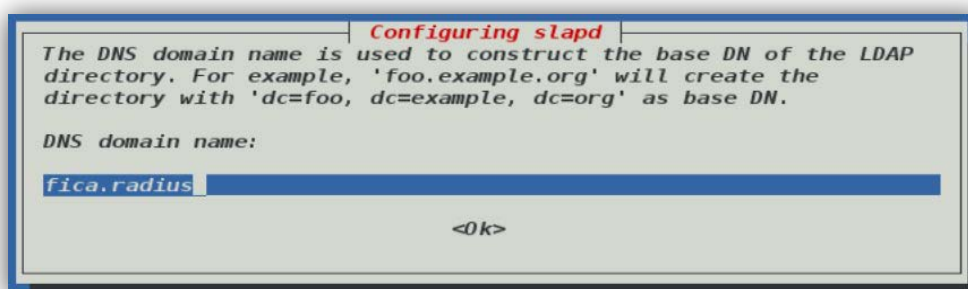 Configuring slapd
The DNS domain name is used to construct the base DN of the LDAP
directory. For example, 'foo.example.org' will create the
directory with 'dc=foo, dc=example, dc=org' as base DN.
DNS domain name:
fica.radius_
<Ok>